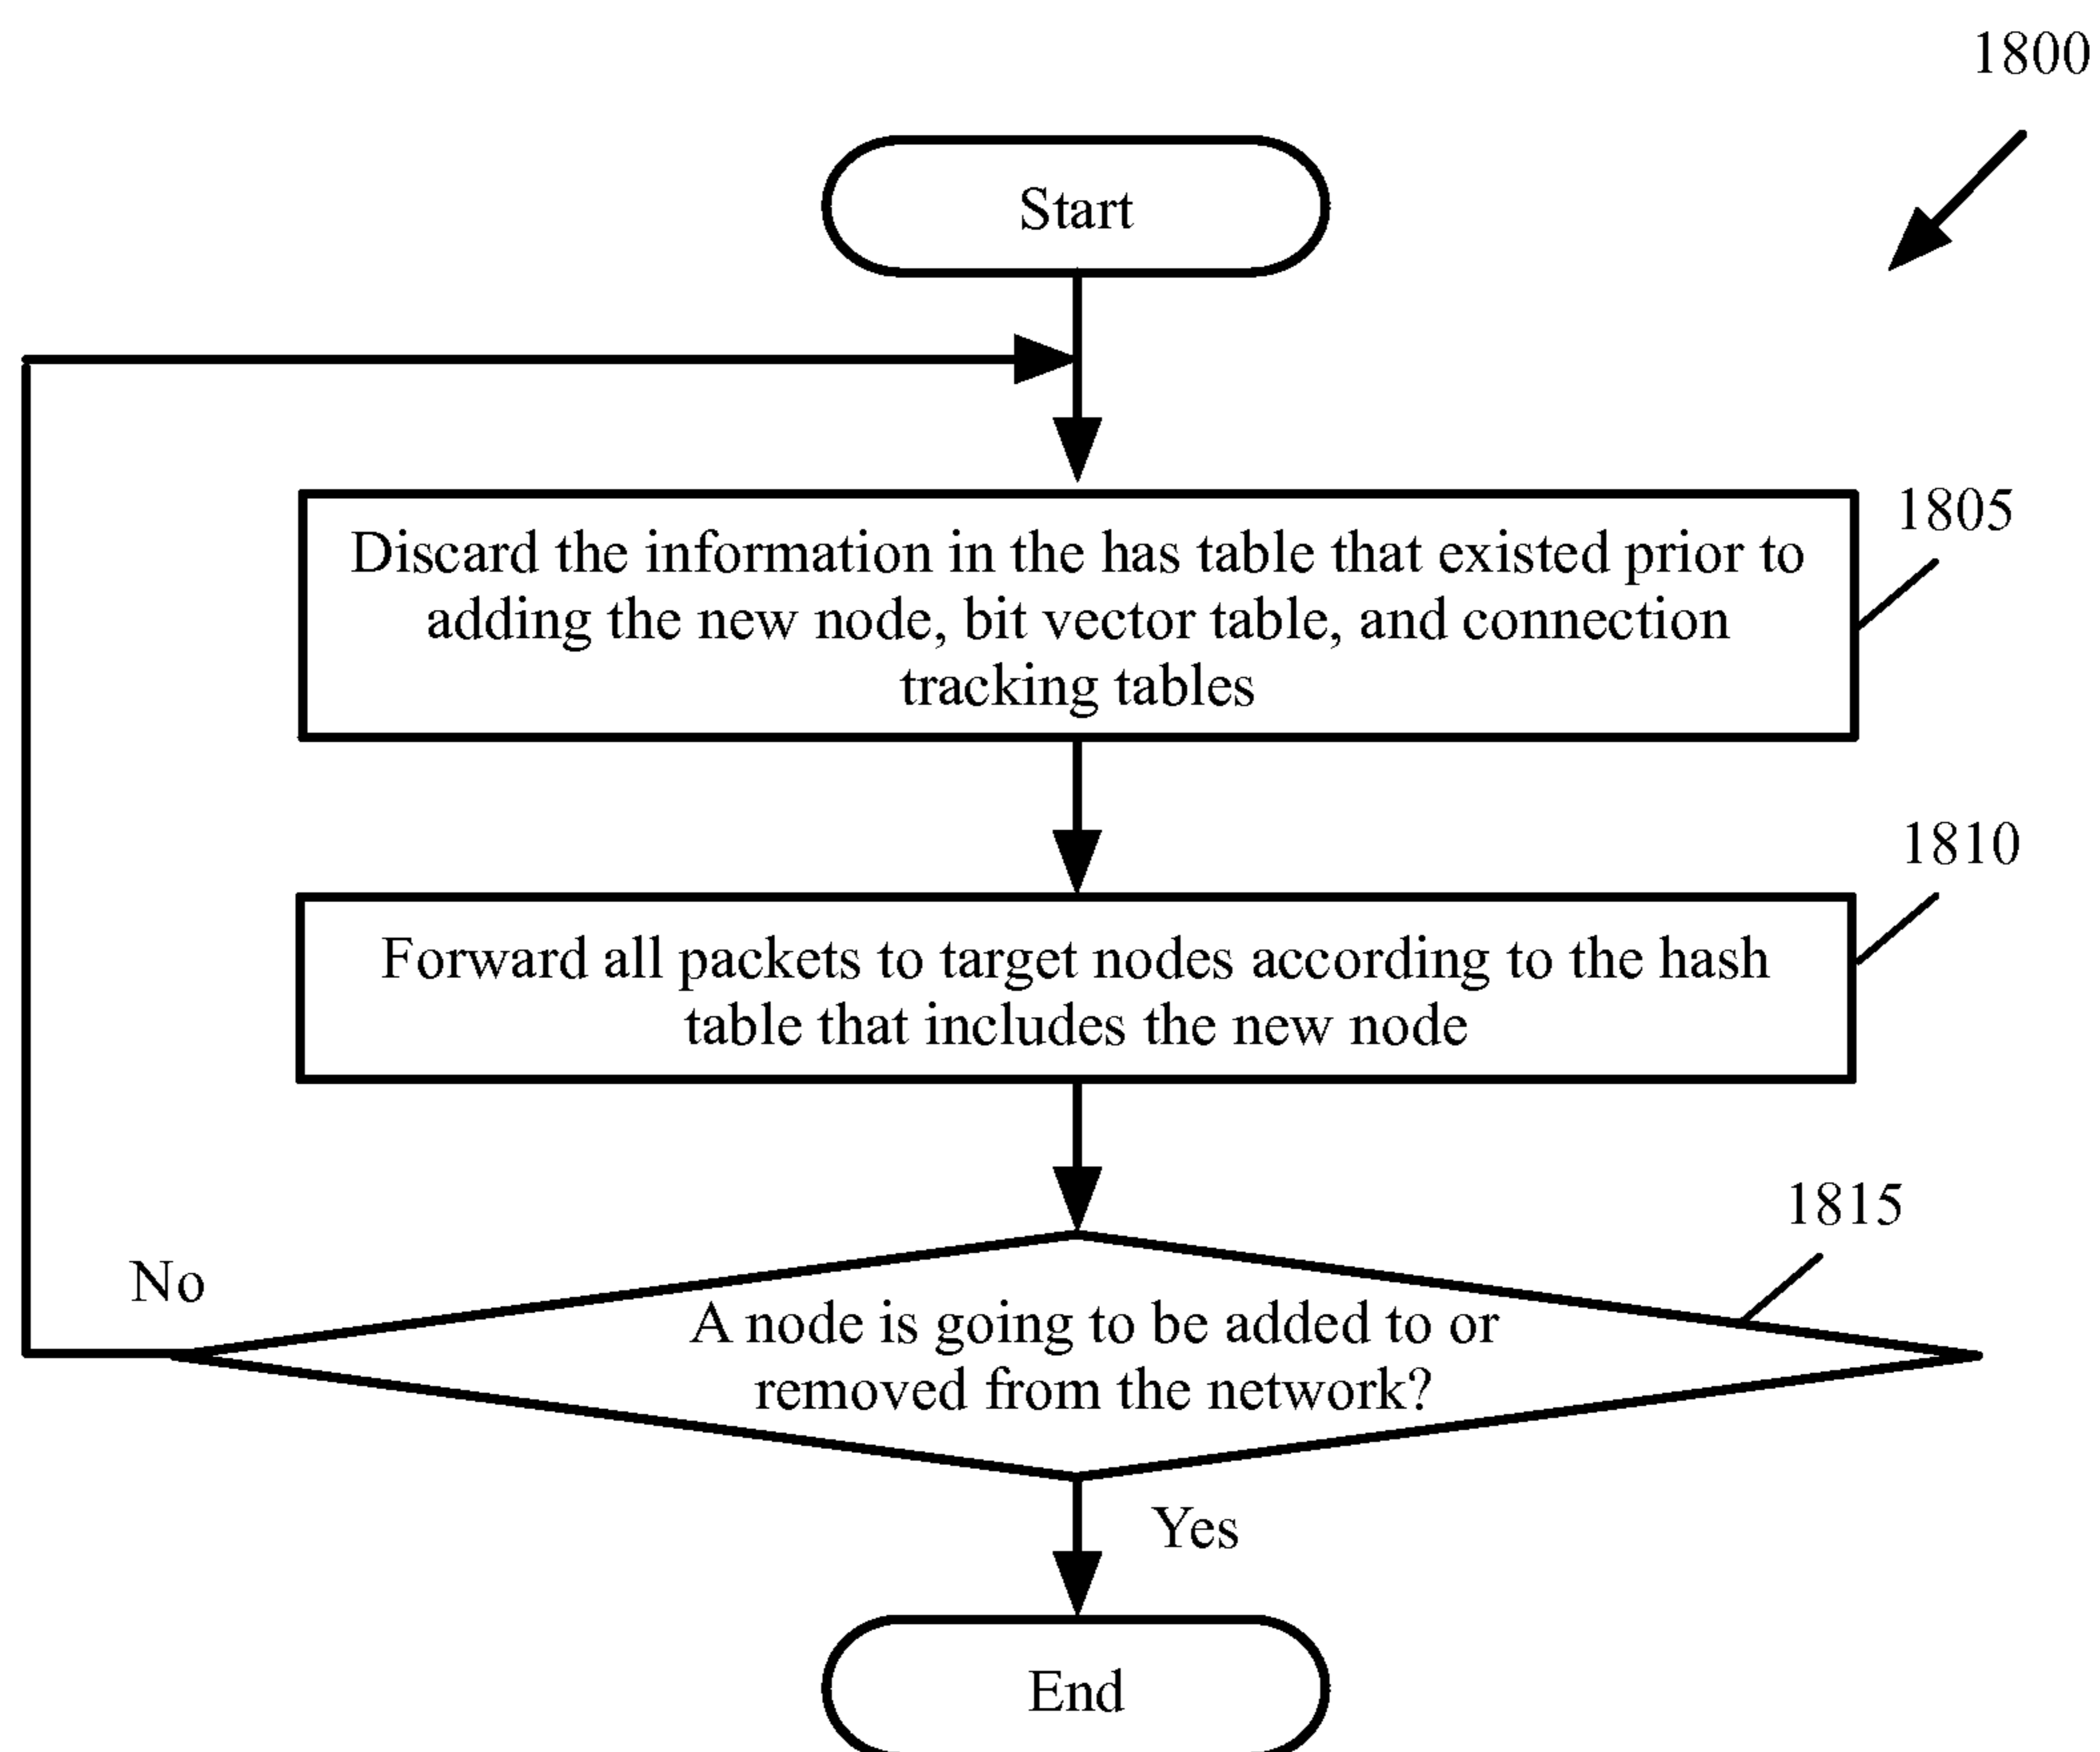 1800
Start
1805
Discard the information in the has table that existed prior to
adding the new node, bit vector table, and connection
tracking tables
1810
Forward all packets to target nodes according to the hash
table that includes the new node
1815
No
A node is going to be added to or
removed from the network?
Yes
End